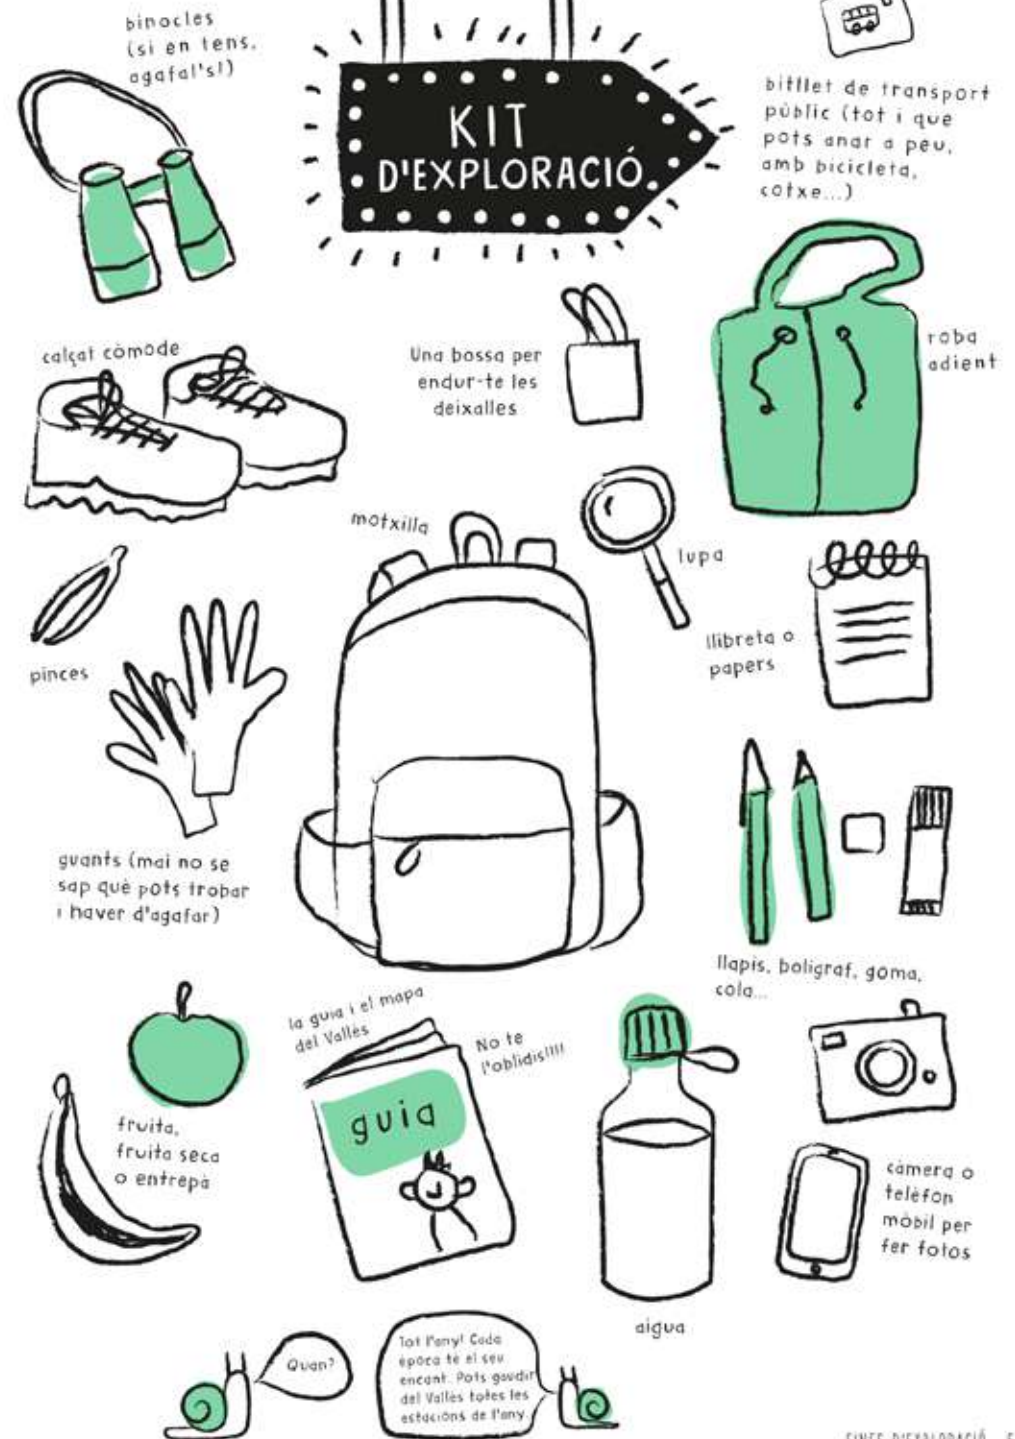 binocles
(si en tens,
agafal's!)
KIT
D'EXPLORACIÓ
bitllet de transport
públic (tot i que
pots anar a peu,
amb bicicleta,
cotxe...)
calçat còmode
Una bossa per
endur-te les
deixalles
roba
adient
motxilla
lupa
pinces
llibreta o
papers
guants (mai no se
sap què pots trobar
i haver d'agafar)
llapis, bolígraf, goma,
cola...
la guia i el mapa
del Vallès
No te
l'oblidis!!!!
guia
fruita,
fruita seca
o entrepà
càmera o
telèfon
mòbil per
fer fotos
aigua
Quan?
Tot l'any! Cada
època té el seu
encant. Pots gaudir
del Vallès totes les
estacions de l'any.